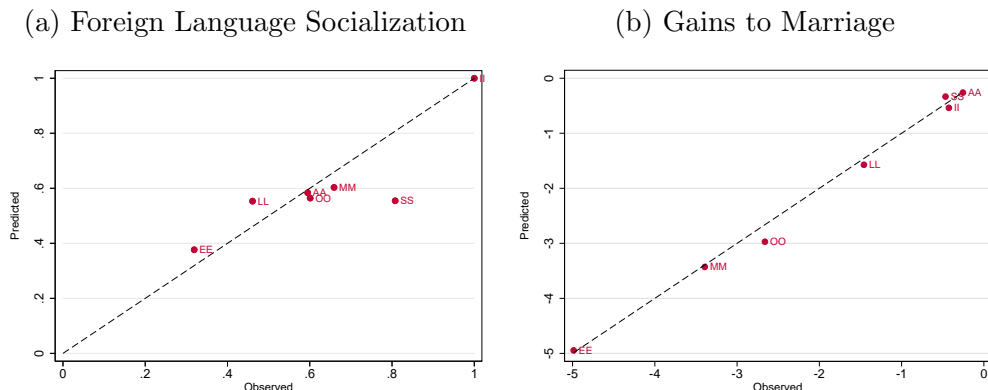 (a) Foreign Language Socialization
(b) Gains to Marriage
Predicted
1
.8
.6
.4
.2
0
II
MM
AA
OO
SS
LL
EE
0
.2
.4
.6
.8
1
Observed
Predicted
0
-1
-2
-3
-4
-5
SS
AA
II
LL
OO
MM
EE
-5
-4
-3
-2
-1
0
Observed